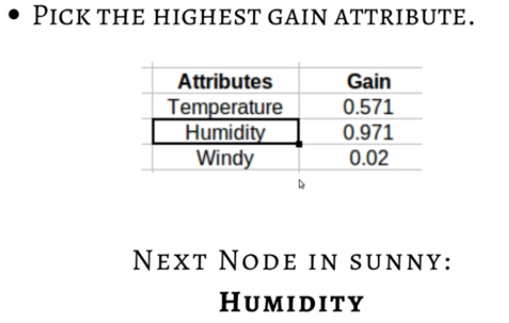 • PICK THE HIGHEST GAIN ATTRIBUTE.
Attributes Gain
Temperature 0.571
Humidity 0.971
Windy 0.02
NEXT NODE IN SUNNY:
HUMIDITY